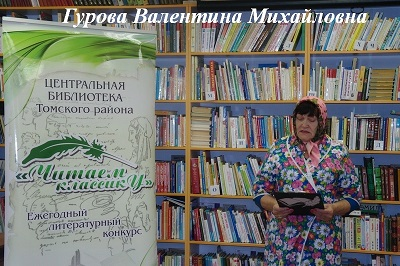 Гурова Валентина Михайловна
ЦЕНТРАЛЬНАЯ
БИБЛИОТЕКА
Томского района
«Читаем
классику»
Ежегодный
литературный
конкурс